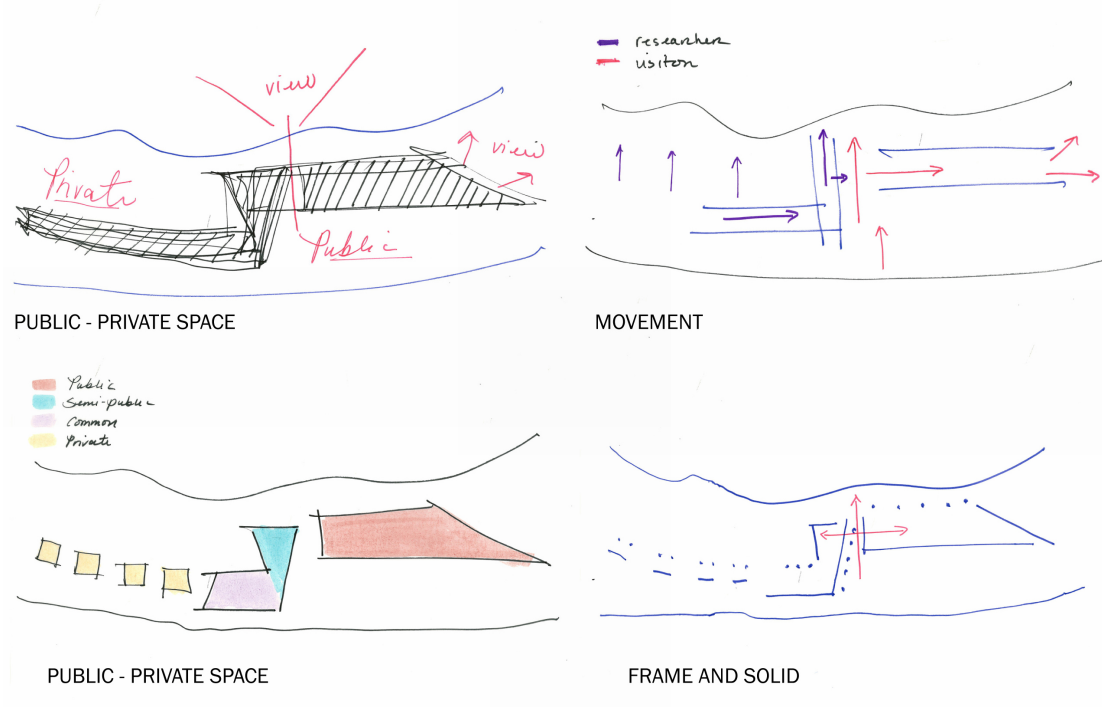 view
view
Private
Public
PUBLIC - PRIVATE SPACE
researcher
visitor
MOVEMENT
Public
Semi-public
Common
Private
PUBLIC - PRIVATE SPACE
FRAME AND SOLID